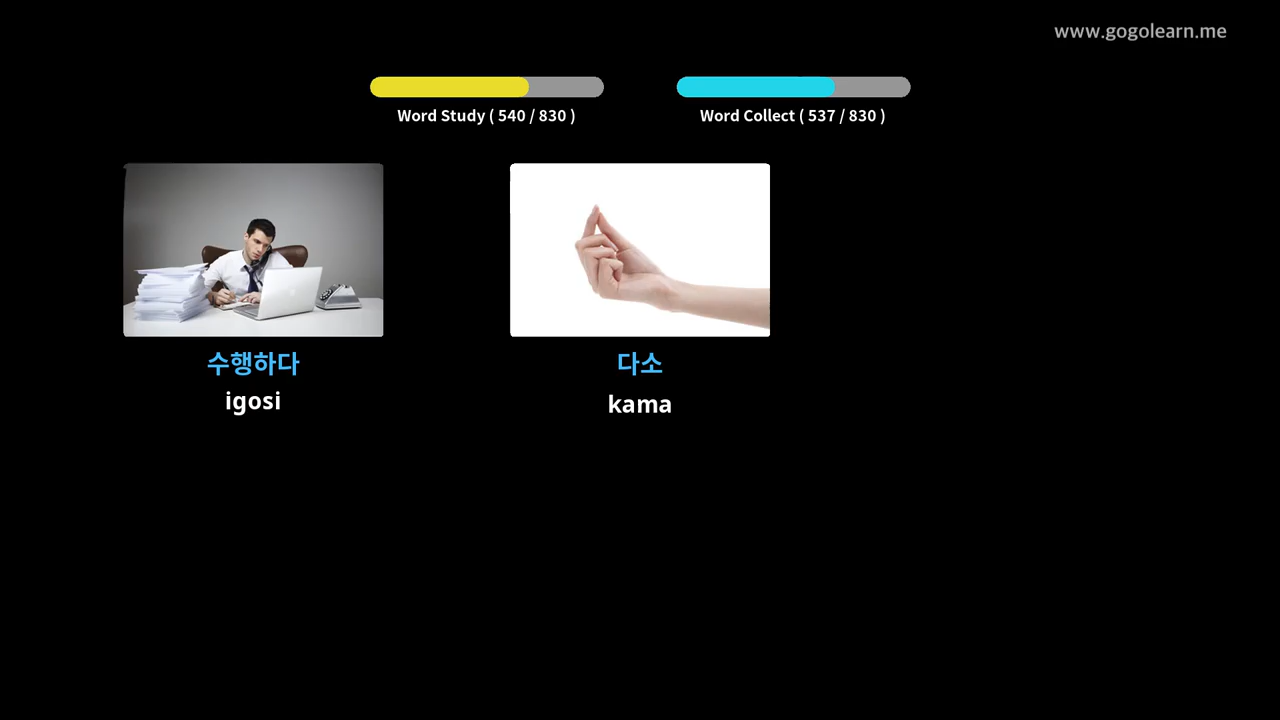 www.gogolearn.me
Word Study ( 540 / 830 )
Word Collect ( 537 / 830 )
수행하다
igosi
다소
kama